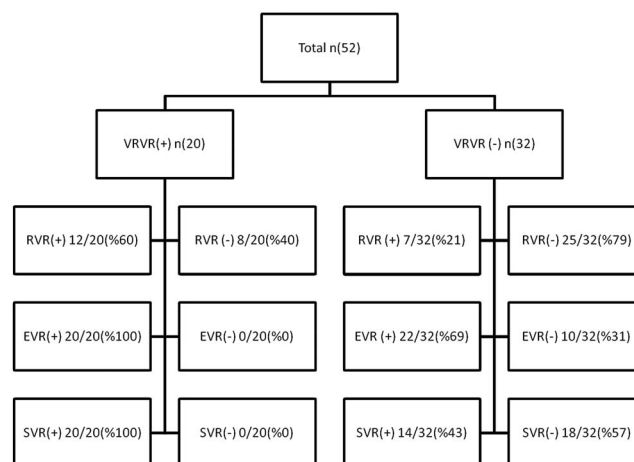 Total n(52)
VRVR(+) n(20)
VRVR (-) n(32)
RVR(+) 12/20(%60)
RVR (-) 8/20(%40)
RVR (+) 7/32(%21)
RVR(-) 25/32(%79)
EVR(+) 20/20(%100)
EVR(-) 0/20(%0)
EVR (+) 22/32(%69)
EVR(-) 10/32(%31)
SVR(+) 20/20(%100)
SVR(-) 0/20(%0)
SVR(+) 14/32(%43)
SVR(-) 18/32(%57)